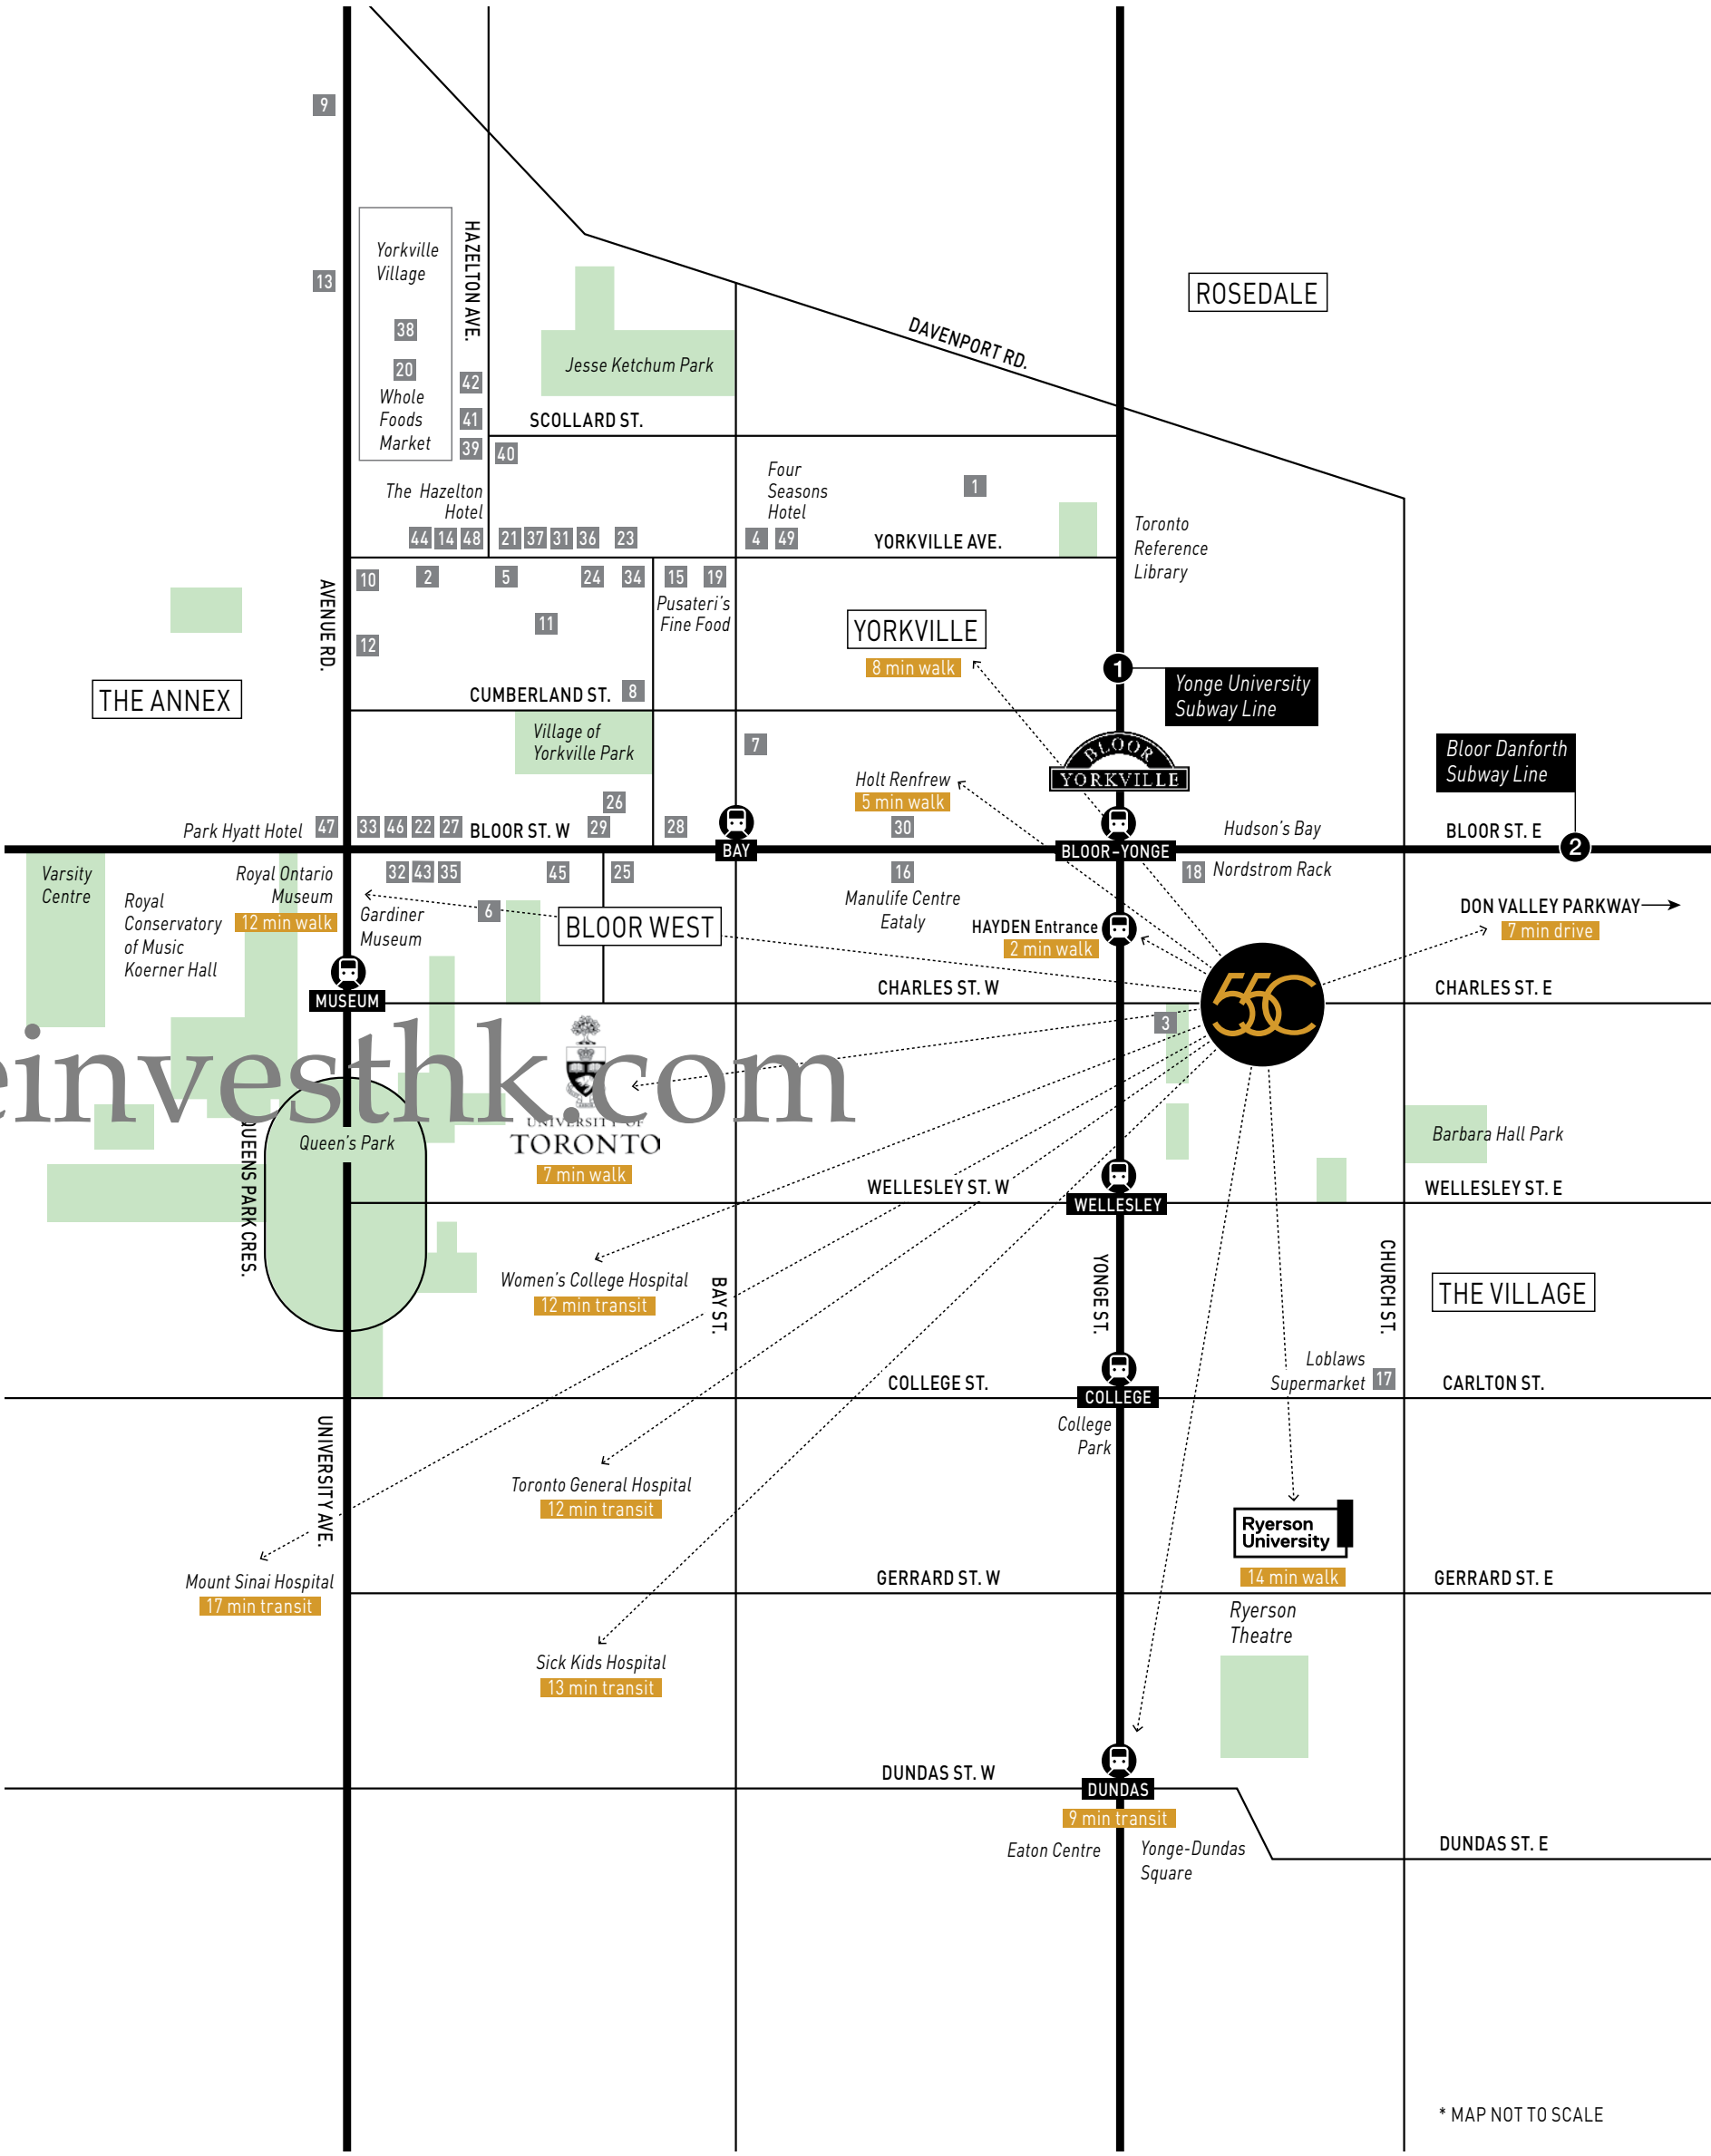 9
13
Yorkville
Village
38
20
Whole
Foods
Market
HAZELTON AVE.
42
41
39
40
Jesse Ketchum Park
SCOLLARD ST.
DAVENPORT RD.
ROSEDALE
The Hazelton
Hotel
44 14 48 21 37 31 36 23
Four
Seasons
Hotel
4 49
1
YORKVILLE AVE.
Toronto
Reference
Library
AVENUE RD.
10 2 5 24 34 15 19
Pusateri's
Fine Food
11
12
YORKVILLE
8 min walk
1
Yonge University
Subway Line
THE ANNEX
CUMBERLAND ST. 8
Village of
Yorkville Park
7
BLOOR
YORKVILLE
Bloor Danforth
Subway Line
Holt Renfrew
5 min walk
26
Park Hyatt Hotel 47 33 46 22 27 BLOOR ST. W 29 28
30
Hudson's Bay
BLOOR ST. E
BAY
BLOOR-YONGE
2
Varsity
Centre
Royal
Conservatory
of Music
Koerner Hall
Royal Ontario
Museum
12 min walk
32 43 35 45 25
6
Gardiner
Museum
BLOOR WEST
16
Manulife Centre
Eataly
18 Nordstrom Rack
HAYDEN Entrance
2 min walk
DON VALLEY PARKWAY
7 min drive
MUSEUM
CHARLES ST. W
55C
CHARLES ST. E
3
einvesthk.com
UNIVERSITY OF
TORONTO
7 min walk
Queen's Park
QUEENS PARK CRES.
Barbara Hall Park
WELLESLEY ST. W
WELLESLEY
WELLESLEY ST. E
Women's College Hospital
12 min transit
BAY ST.
YONGE ST.
CHURCH ST.
THE VILLAGE
Loblaws
Supermarket 17
COLLEGE ST.
COLLEGE
CARLTON ST.
College
Park
UNIVERSITY AVE.
Toronto General Hospital
12 min transit
Ryerson
University
14 min walk
Mount Sinai Hospital
17 min transit
GERRARD ST. W
GERRARD ST. E
Ryerson
Theatre
Sick Kids Hospital
13 min transit
DUNDAS ST. W
DUNDAS
9 min transit
Eaton Centre
Yonge-Dundas
Square
DUNDAS ST. E
* MAP NOT TO SCALE